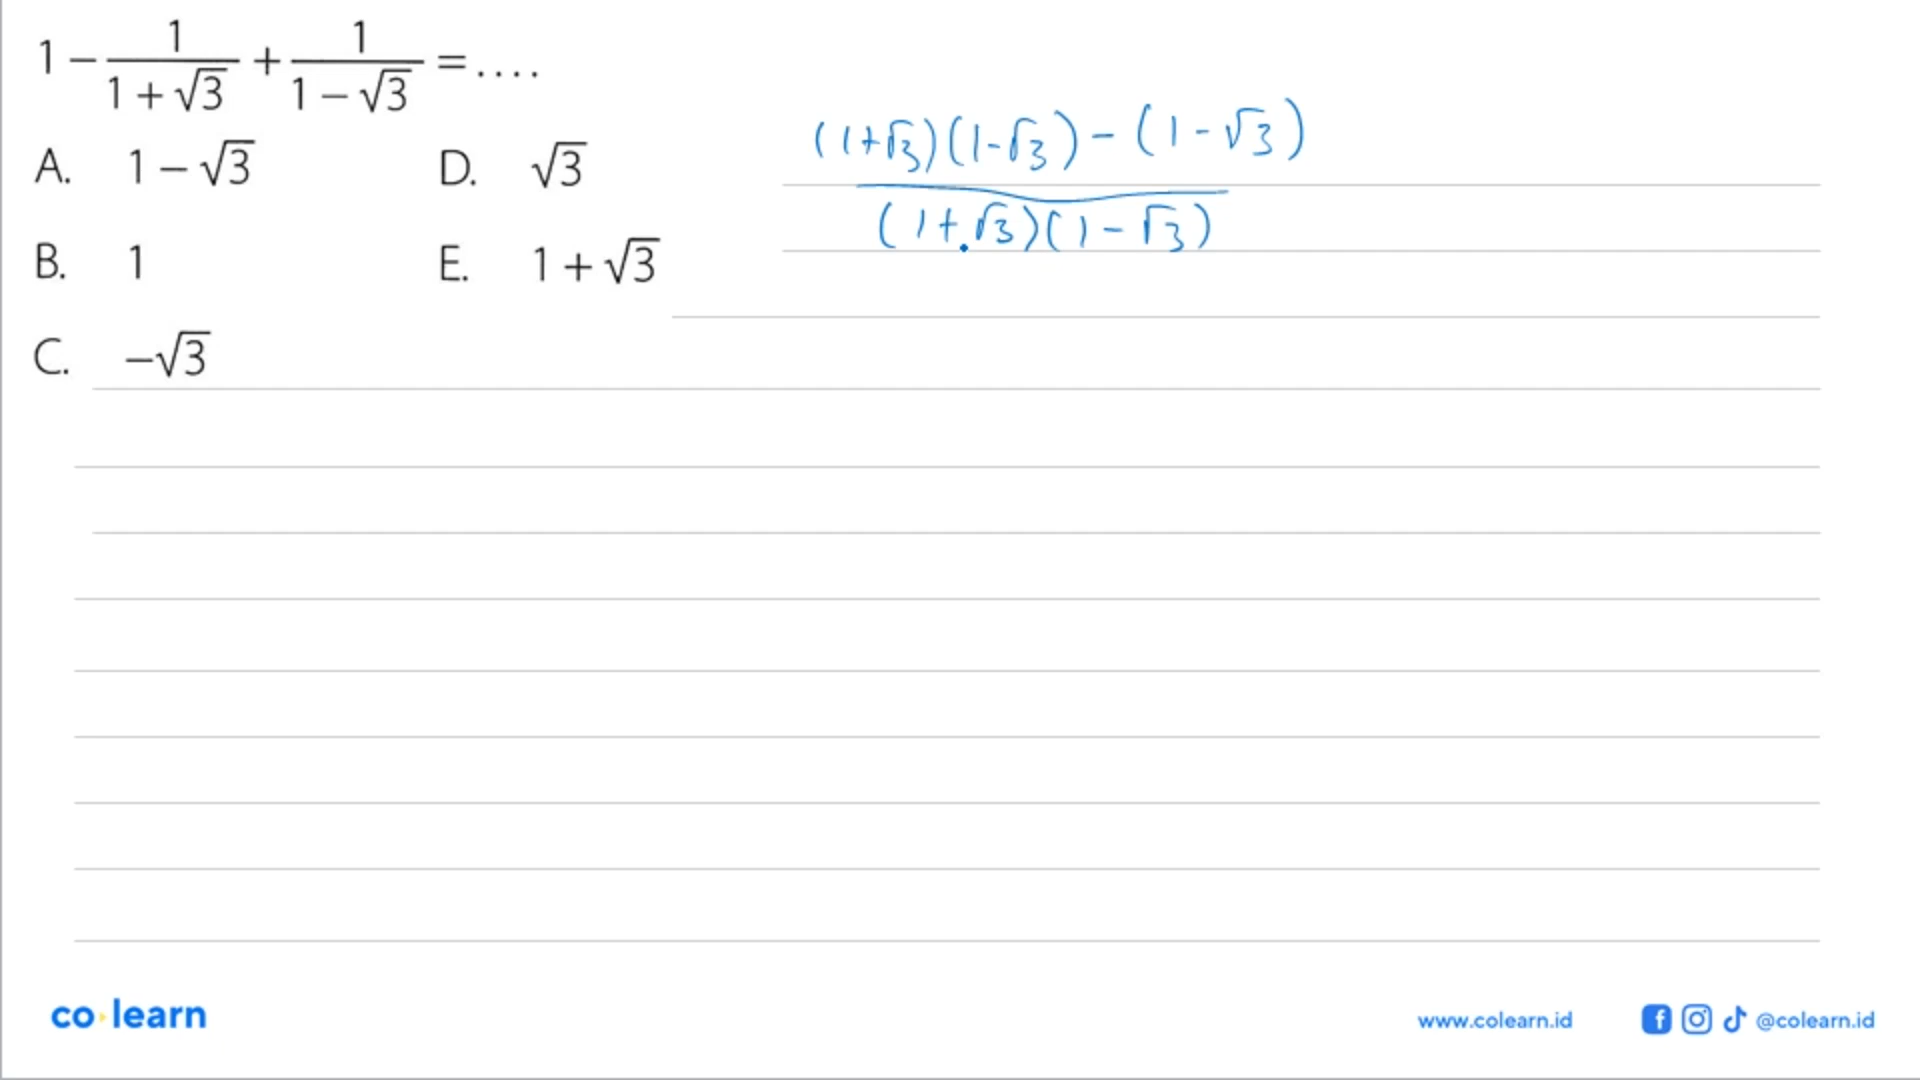 1 − 1/(1 + √3) + 1/(1 − √3) = ....
A. 1 − √3 D. √3
B. 1 E. 1 + √3
C. −√3
(1+√3)(1-√3) - (1-√3)
(1+√3)(1-√3)
co learn
www.colearn.id @colearn.id